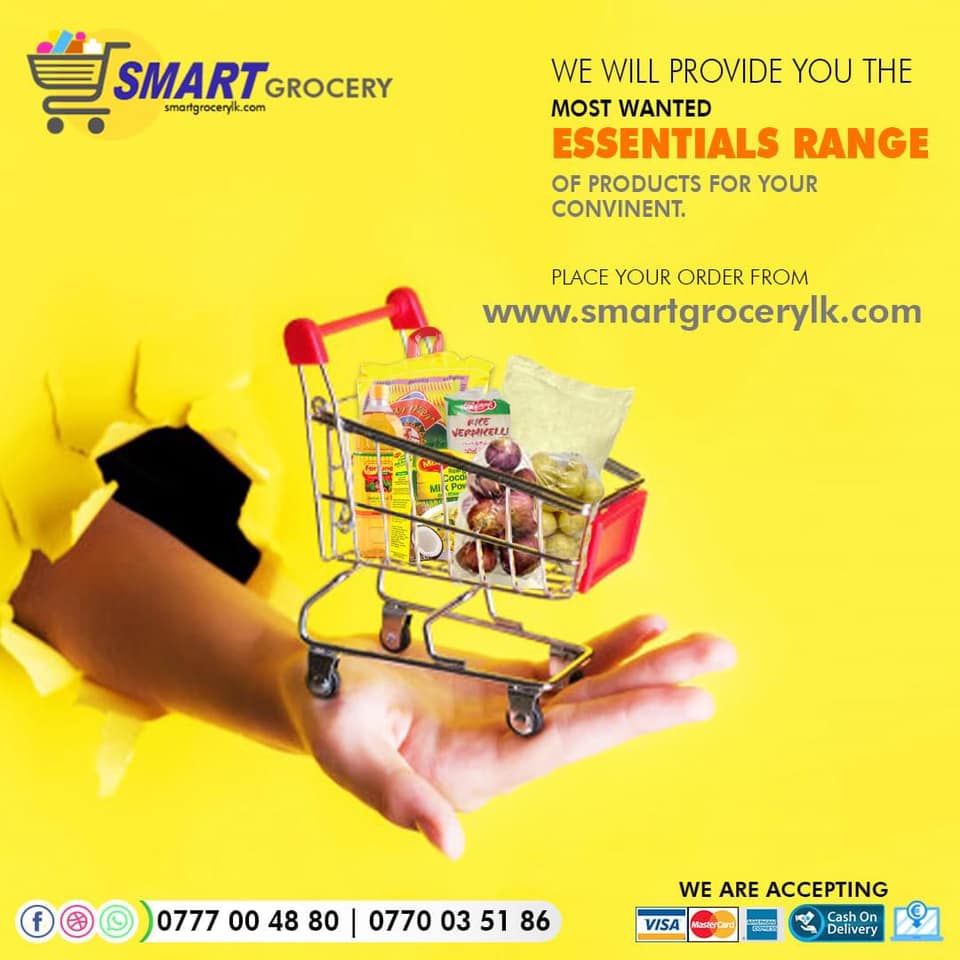 SMART GROCERY
smartgrocerylk.com
WE WILL PROVIDE YOU THE
MOST WANTED
ESSENTIALS RANGE
OF PRODUCTS FOR YOUR
CONVINENT.
PLACE YOUR ORDER FROM
www.smartgrocerylk.com
RICE
VERMICELLI
WE ARE ACCEPTING
0777 00 48 80 | 0770 03 51 86
VISA
MasterCard
AMERICAN
EXPRESS
Cash On
Delivery